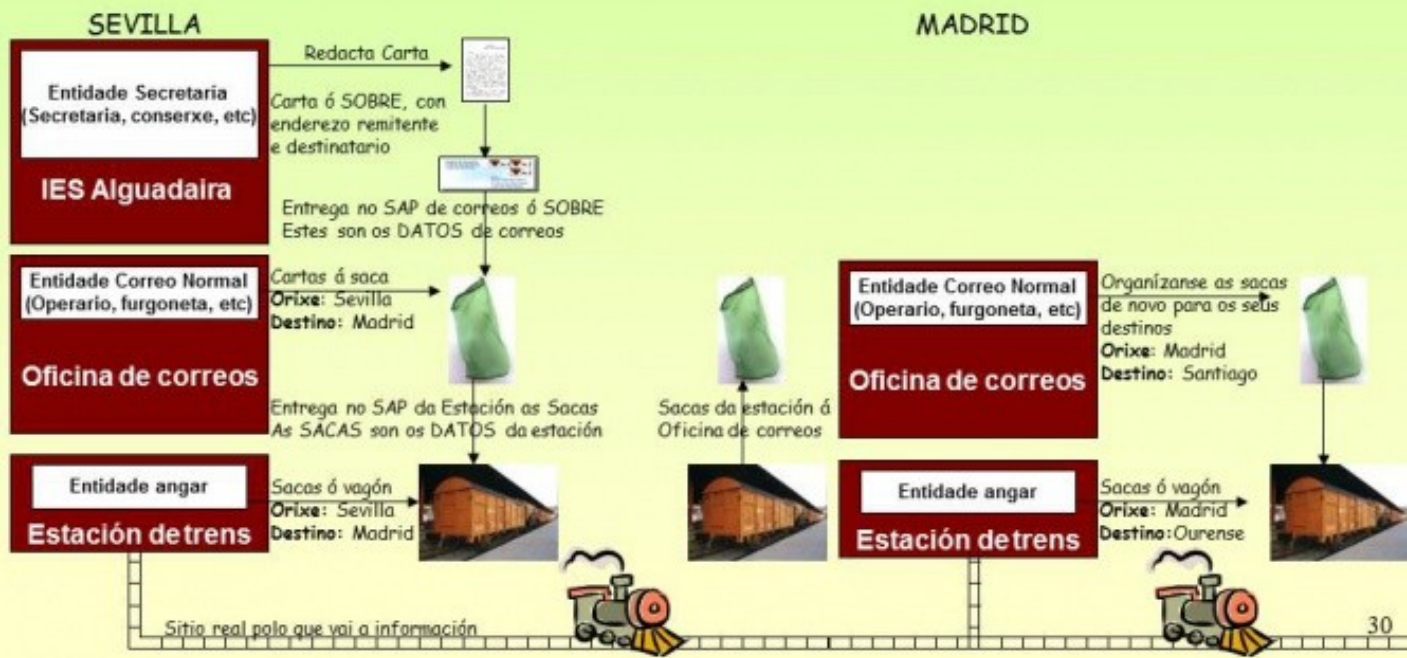 SEVILLA
MADRID
Entidade Secretaria
(Secretaria, conserxe, etc)
IES Alguadaira
Redacta Carta
Carta ó SOBRE, con
enderezo remitente
e destinatario
Entrega no SAP de correos ó SOBRE
Estes son os DATOS de correos
Entidade Correo Normal
(Operario, furgoneta, etc)
Oficina de correos
Cartas á saca
Orixe: Sevilla
Destino: Madrid
Entrega no SAP da Estación as Sacas
As SACAS son os DATOS da estación
Sacas da estación á
Oficina de correos
Entidade Correo Normal
(Operario, furgoneta, etc)
Oficina de correos
Organízanse as sacas
de novo para os seus
destinos
Orixe: Madrid
Destino: Santiago
Entidade angar
Estación de trens
Sacas ó vagón
Orixe: Sevilla
Destino: Madrid
Entidade angar
Estación de trens
Sacas ó vagón
Orixe: Madrid
Destino:Ourense
Sitio real polo que vai a información
30